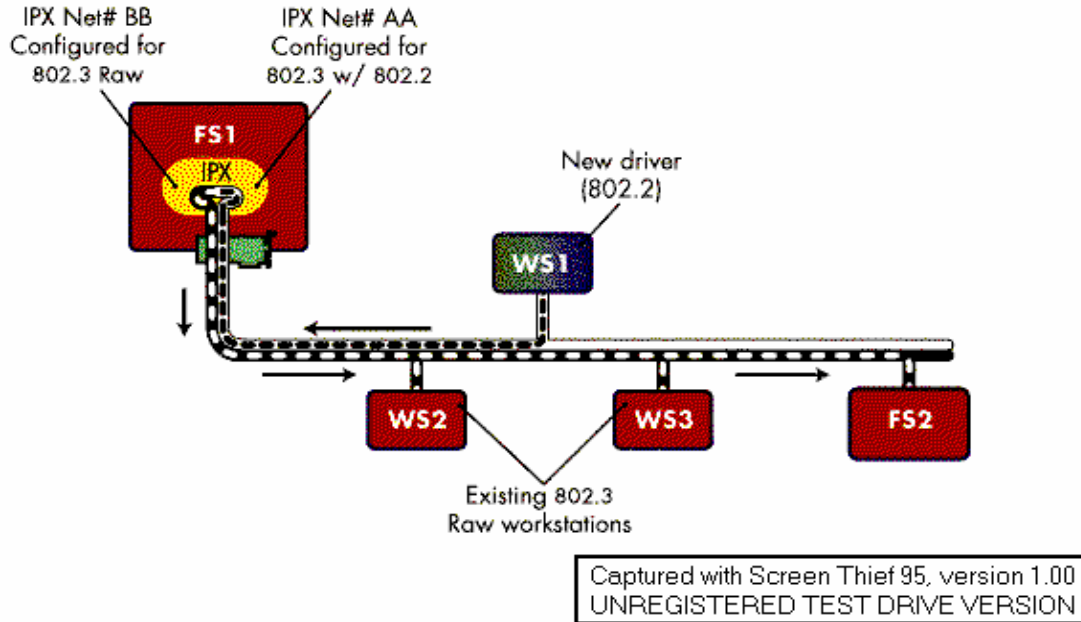 IPX Net# BB
Configured for
802.3 Raw
IPX Net# AA
Configured for
802.3 w/ 802.2
FS1
IPX
New driver
(802.2)
WS1
WS2
WS3
FS2
Existing 802.3
Raw workstations
Captured with Screen Thief 95, version 1.00
UNREGISTERED TEST DRIVE VERSION